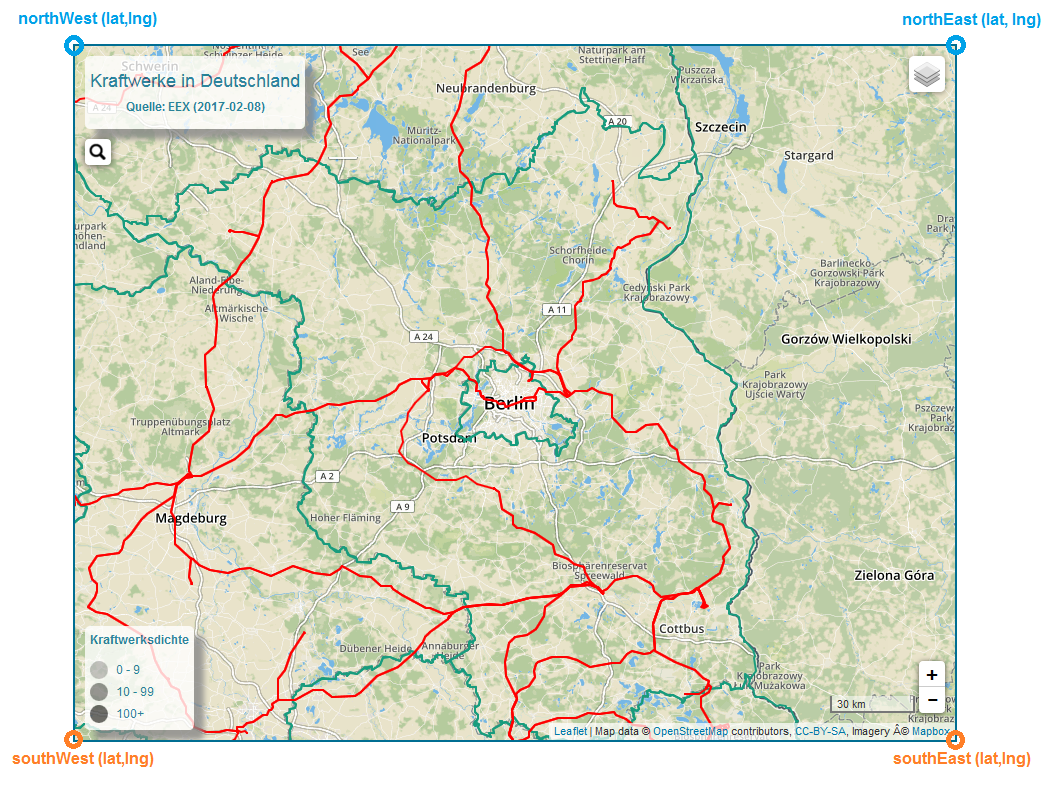 northWest (lat,lng)
northEast (lat, lng)
See
Naturpark am
Stettiner Haff
Schwerin
Puszcza
Wkrzańska
Kraftwerke in Deutschland
Quelle: EEX (2017-02-08)
A 24
Neubrandenburg
A 20
Szczecin
Müritz-
Nationalpark
Stargard
Schorfheide
Chorin
Barlinecko-
Gorzowski Park
Krajobrazowy
Aland-Elbe-
Niederung
Cedyński Park
Krajobrazowy
Altmärkische
Wische
A 11
A 24
Gorzów Wielkopolski
Park
Krajobrazowy
Ujście Warty
Berlin
Truppenübungsplatz
Altmark
Potsdam
A 2
A 9
Magdeburg
Hoher Fläming
Biosphärenreservat
Spreewald
Zielona Góra
Cottbus
Kraftwerksdichte
Dübener Heide
Annaburger
Heide
0 - 9
10 - 99
100+
Park
Krajobrazowy
Łuk Mużakowa
+
−
30 km
Krajobrazowy
Leaflet | Map data © OpenStreetMap contributors, CC-BY-SA, Imagery Â© Mapbox
southWest (lat,lng)
southEast (lat,lng)